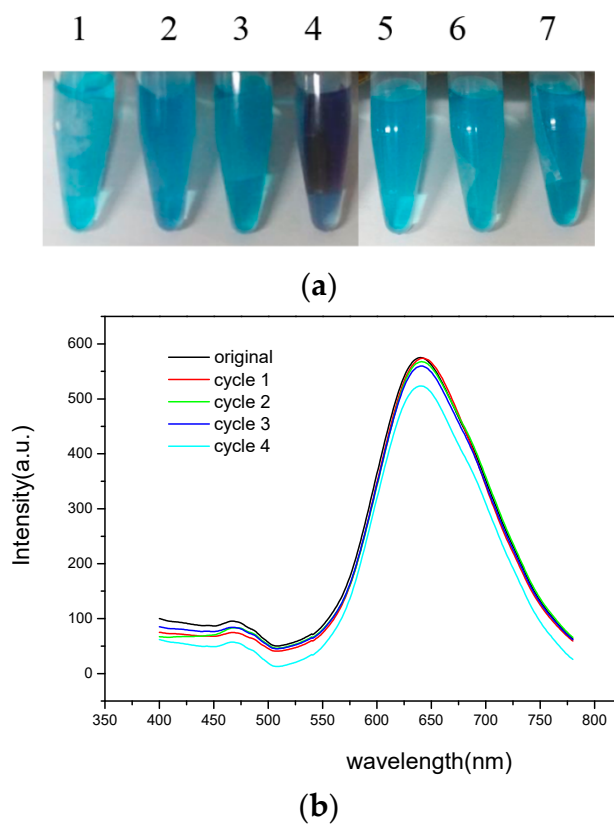 1 2 3 4 5 6 7
(a)
600
500
400
300
200
100
0
original
cycle 1
cycle 2
cycle 3
cycle 4
Intensity(a.u.)
350 400 450 500 550 600 650 700 750 800
wavelength(nm)
(b)